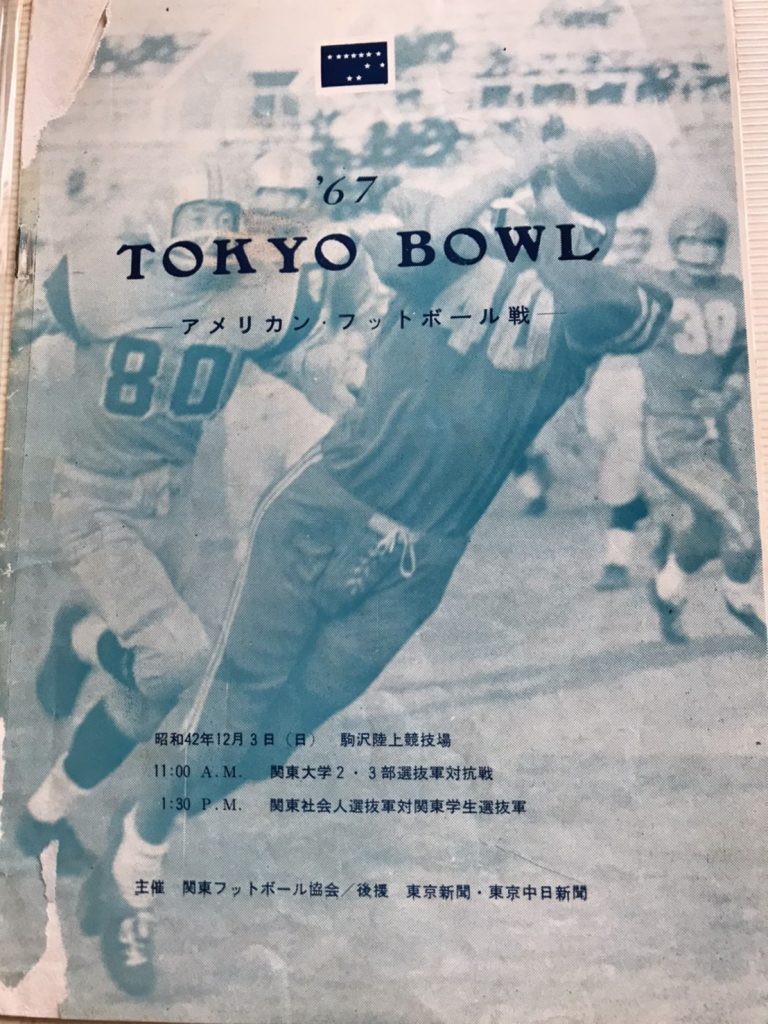 '67
TOKYO BOWL
アメリカン・フットボール戦
80
40
30
昭和42年12月3日（日） 駒沢陸上競技場
11:00 A.M. 関東大学2・3部選抜軍対抗戦
1:30 P.M. 関東社会人選抜軍対関東学生選抜軍
主催 関東フットボール協会／後援 東京新聞・東京中日新聞